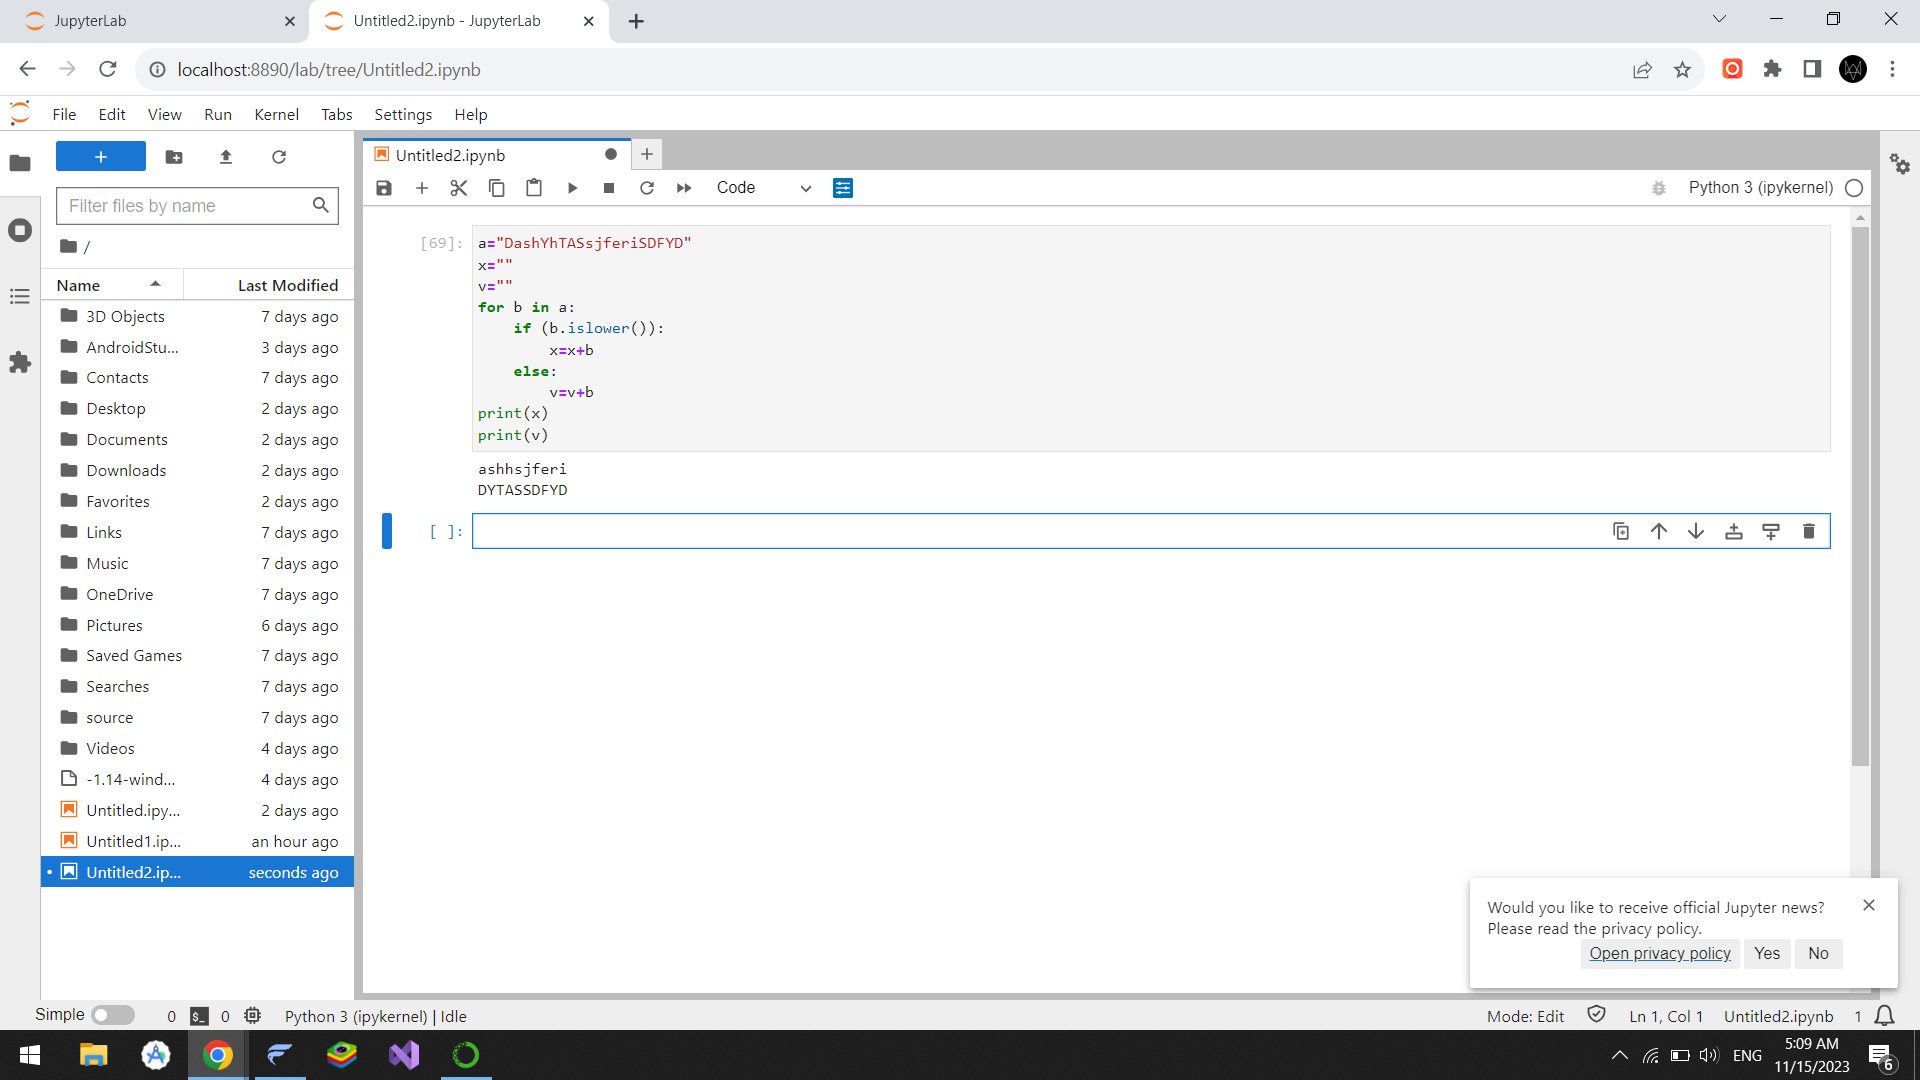 JupyterLab
Untitled2.ipynb - JupyterLab
localhost:8890/lab/tree/Untitled2.ipynb
File Edit View Run Kernel Tabs Settings Help
Untitled2.ipynb
Filter files by name
Code
Python 3 (ipykernel)
/
Name Last Modified
3D Objects 7 days ago
AndroidStu... 3 days ago
Contacts 7 days ago
Desktop 2 days ago
Documents 2 days ago
Downloads 2 days ago
Favorites 2 days ago
Links 7 days ago
Music 7 days ago
OneDrive 7 days ago
Pictures 6 days ago
Saved Games 7 days ago
Searches 7 days ago
source 7 days ago
Videos 4 days ago
-1.14-wind... 4 days ago
Untitled.ipy... 2 days ago
Untitled1.ip... an hour ago
Untitled2.ip... seconds ago
[69]: a="DashYhTASsjferiSDFYD"
x=""
v=""
for b in a:
    if (b.islower()):
        x=x+b
    else:
        v=v+b
print(x)
print(v)
ashhsjferi
DYTASSDFYD
[ ]:
Would you like to receive official Jupyter news?
Please read the privacy policy.
Open privacy policy Yes No
Simple 0 $_ 0 Python 3 (ipykernel) | Idle
Mode: Edit Ln 1, Col 1 Untitled2.ipynb 1
ENG
5:09 AM
11/15/2023
6